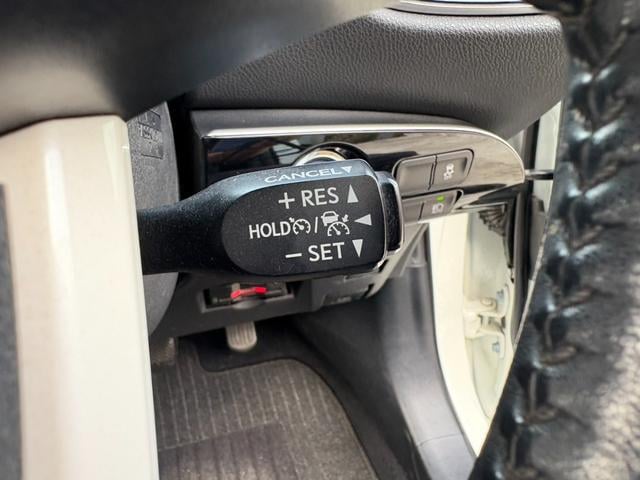 CANCEL▼
+ RES ▲
HOLD / ◀
− SET ▼